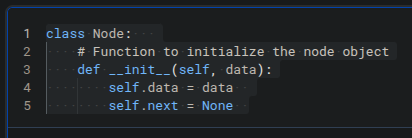 1 class Node:
2     # Function to initialize the node object
3     def __init__(self, data):
4         self.data = data
5         self.next = None